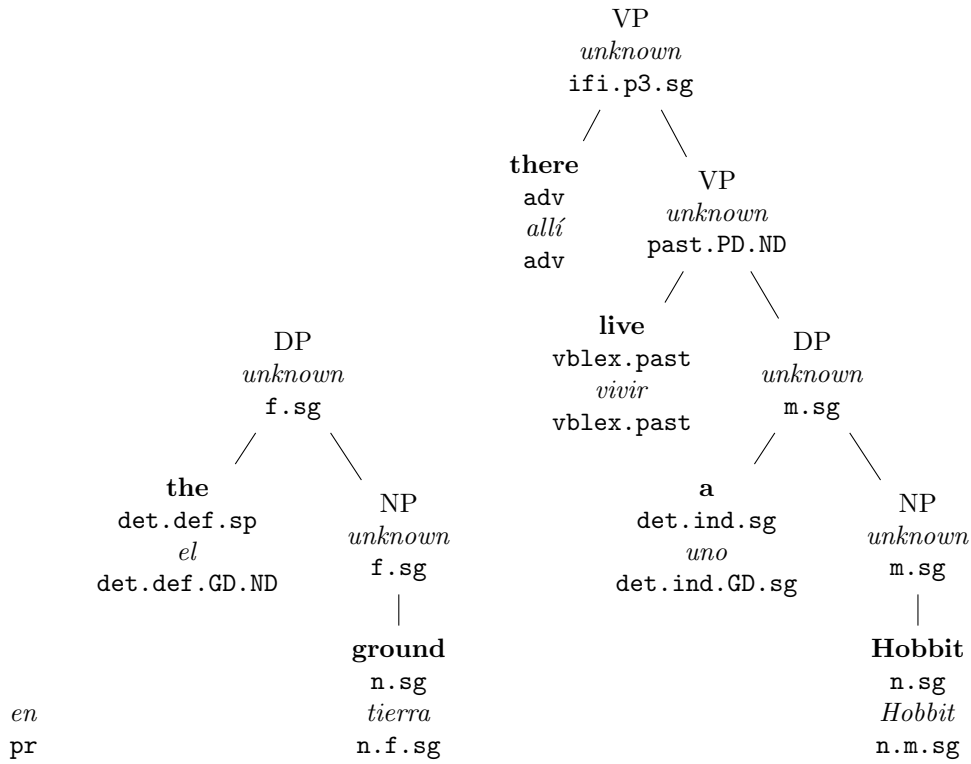 VP
unknown
ifi.p3.sg
there
adv
allí
adv
VP
unknown
past.PD.ND
live
vblex.past
vivir
vblex.past
DP
unknown
f.sg
DP
unknown
m.sg
the
det.def.sp
el
det.def.GD.ND
NP
unknown
f.sg
a
det.ind.sg
uno
det.ind.GD.sg
NP
unknown
m.sg
ground
n.sg
tierra
n.f.sg
Hobbit
n.sg
Hobbit
n.m.sg
en
pr